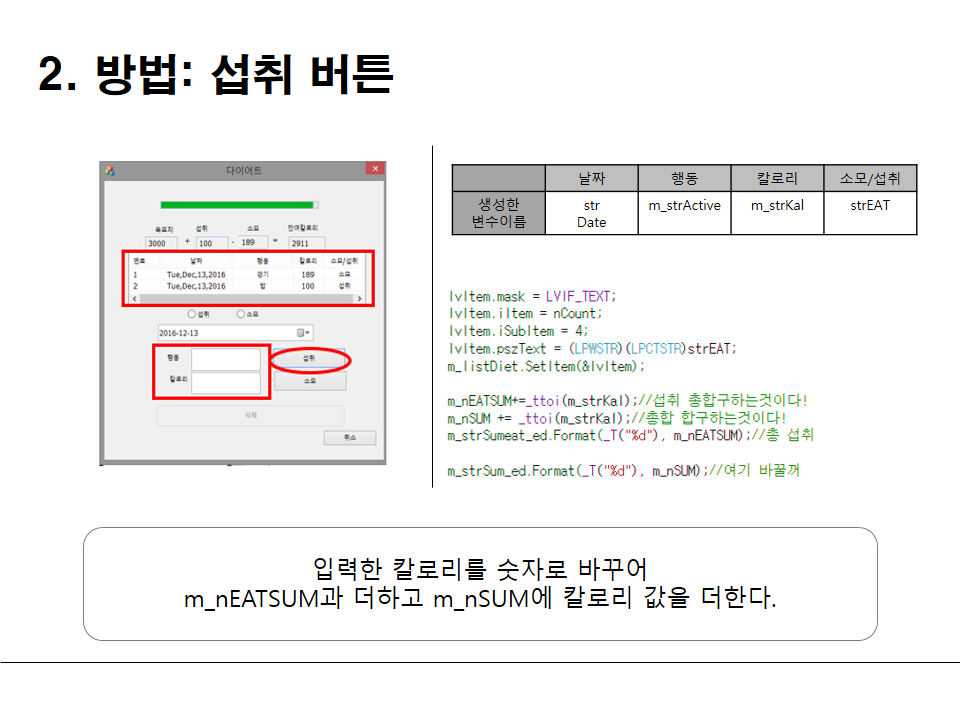 2. 방법: 섭취 버튼
다이어트
목표치 섭취 소모 잔여칼로리
3000 + 100 - 189 = 2911
번호 날짜 행동 칼로리 소모/섭취
1 Tue,Dec,13,2016 걷기 189 소모
2 Tue,Dec,13,2016 밥 100 섭취
섭취 소모
2016-12-13
행동 섭취
칼로리 소모
삭제
취소
날짜 행동 칼로리 소모/섭취
생성한 str m_strActive m_strKal strEAT
변수이름 Date
lvItem.mask = LVIF_TEXT;
lvItem.iItem = nCount;
lvItem.iSubItem = 4;
lvItem.pszText = (LPWSTR)(LPCTSTR)strEAT;
m_listDiet.SetItem(&lvItem);
m_nEATSUM+=_ttoi(m_strKal);//섭취 총합구하는것이다!
m_nSUM += _ttoi(m_strKal);//총합 합구하는것이다!
m_strSumeat_ed.Format(_T("%d"), m_nEATSUM);//총 섭취
m_strSum_ed.Format(_T("%d"), m_nSUM);//여기 바꿀꺼
입력한 칼로리를 숫자로 바꾸어
m_nEATSUM과 더하고 m_nSUM에 칼로리 값을 더한다.